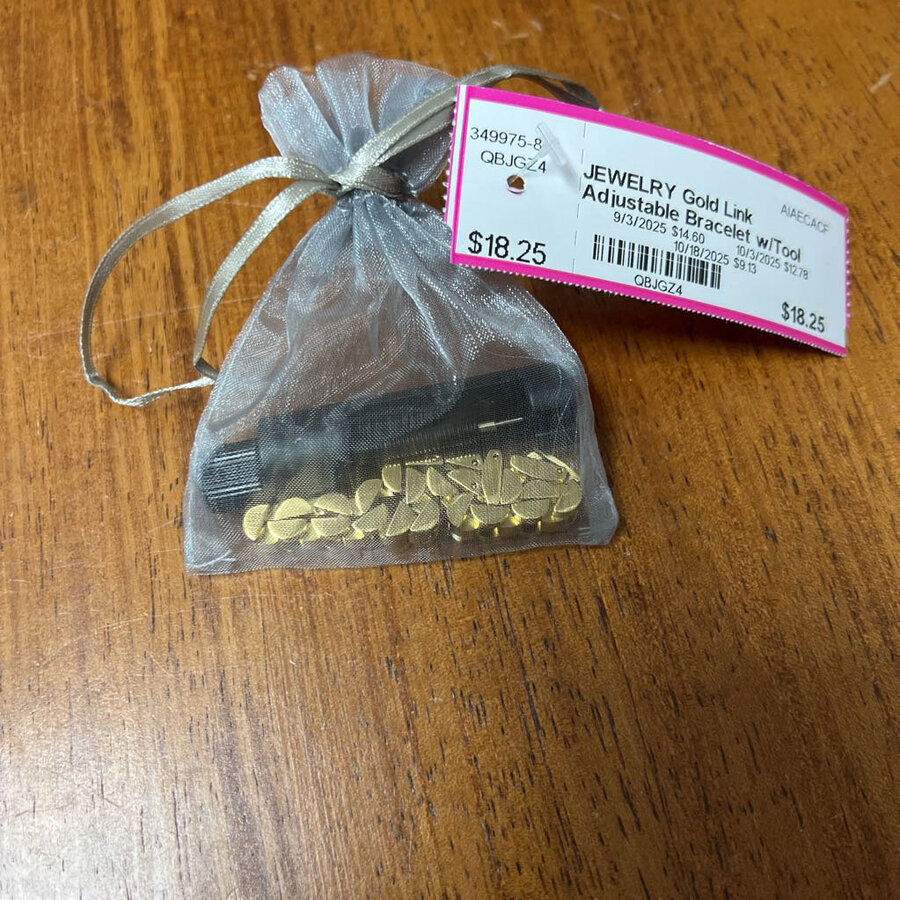 349975-8
QBJGZ4
$18.25
JEWELRY Gold Link
Adjustable Bracelet w/Tool
9/3/2025 $14.60 10/3/2025 $12.78
10/18/2025 $9.13
QBJGZ4
$18.25
AIAECACF